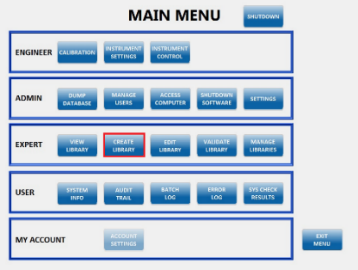 MAIN MENU
SHUTDOWN
ENGINEER
CALIBRATION
INSTRUMENT
SETTINGS
INSTRUMENT
CONTROL
ADMIN
DUMP
DATABASE
MANAGE
USERS
ACCESS
COMPUTER
SHUTDOWN
SOFTWARE
SETTINGS
EXPERT
VIEW
LIBRARY
CREATE
LIBRARY
EDIT
LIBRARY
VALIDATE
LIBRARY
MANAGE
LIBRARIES
USER
SYSTEM
INFO
AUDIT
TRAIL
BATCH
LOG
ERROR
LOG
SYS CHECK
RESULTS
MY ACCOUNT
ACCOUNT
SETTINGS
EXIT
MENU